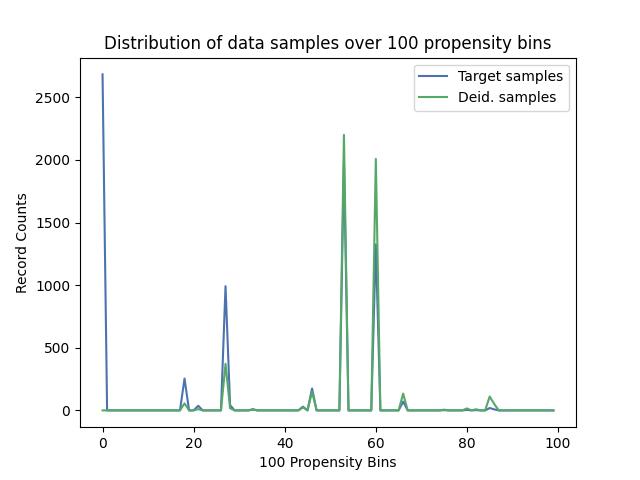 Distribution of data samples over 100 propensity bins
Target samples
Deid. samples
Record Counts
2500
2000
1500
1000
500
0
0 20 40 60 80 100
100 Propensity Bins